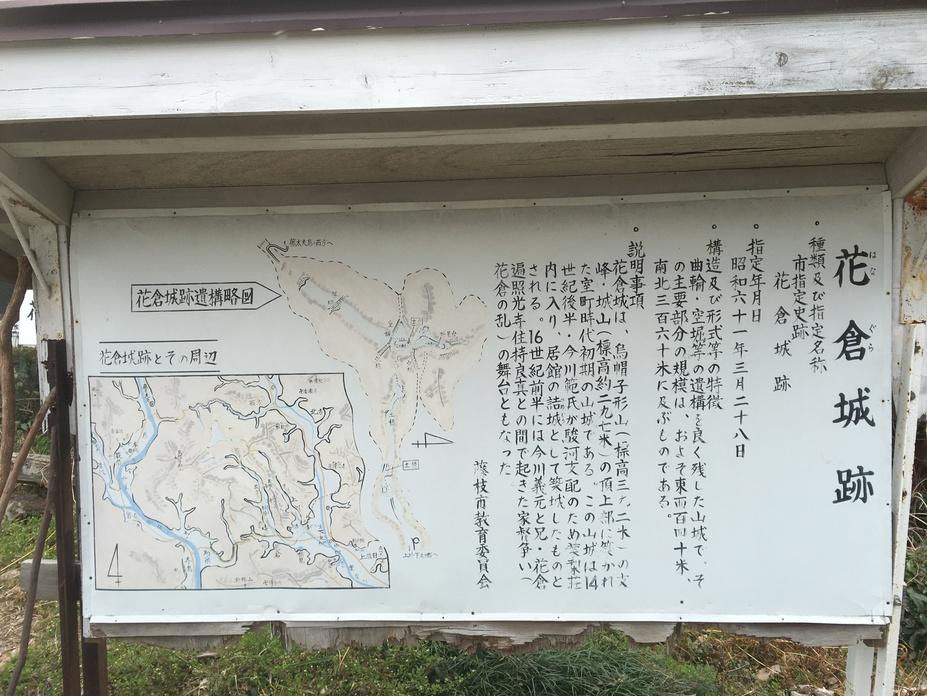 花倉城跡
はな ぐら
。種類及び指定名称
市指定史跡
花倉城跡
。指定年月日
昭和六十一年三月二十八日
。構造及び形式等の特徴
曲輪・空堀等の遺構を良く残した山城で、そ
の主要部分の規模は、およそ東西百四十米、
南北三百六十米に及ぶものである。
。説明事項
花倉城は、烏帽子形山(標高三九二米)の支
峰・城山(標高約二九七米)の頂上部に築かれ
た室町時代初期の山城である。この山城は14
世紀後半・今川範氏が駿河支配のため葉梨荘
内に入り、居館の詰城として築城したものと
される。16世紀前半には今川義元と兄・花倉
遍照光寺住持良真との間で起きた家督争い(
花倉の乱)の舞台ともなった。
藤枝市教育委員会
花倉城跡遺構略図
花倉城跡とその周辺
P